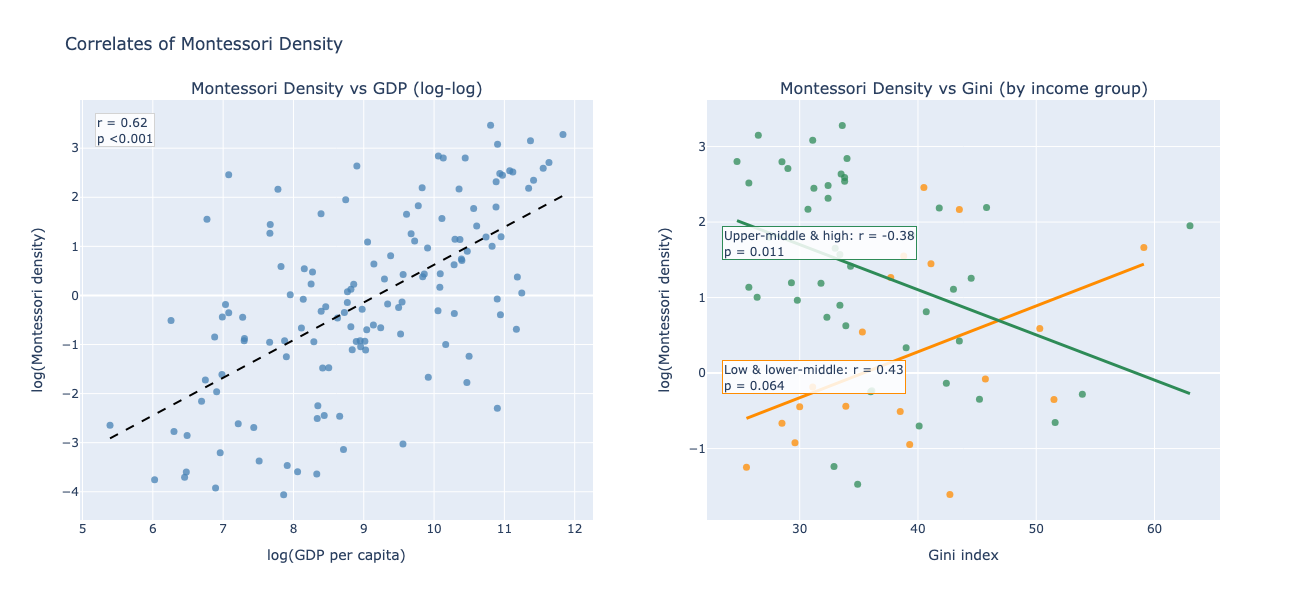 Correlates of Montessori Density
Montessori Density vs GDP (log-log)
r = 0.62
p <0.001
3
2
1
0
−1
−2
−3
−4
log(Montessori density)
5
6
7
8
9
10
11
12
log(GDP per capita)
Montessori Density vs Gini (by income group)
Upper-middle & high: r = -0.38
p = 0.011
Low & lower-middle: r = 0.43
p = 0.064
3
2
1
0
−1
log(Montessori density)
30
40
50
60
Gini index